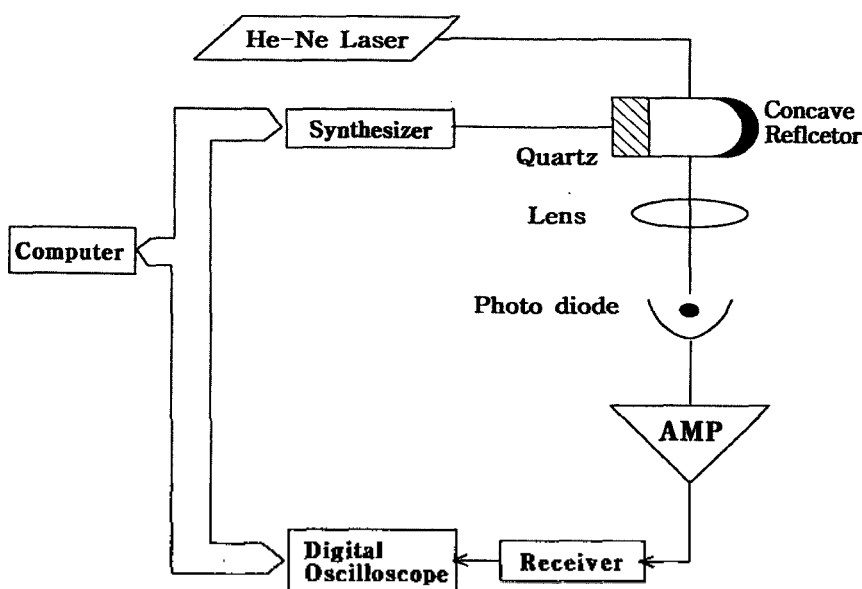 He-Ne Laser
Concave
Reflcetor
Synthesizer
Quartz
Lens
Computer
Photo diode
AMP
Digital
Oscilloscope
Receiver